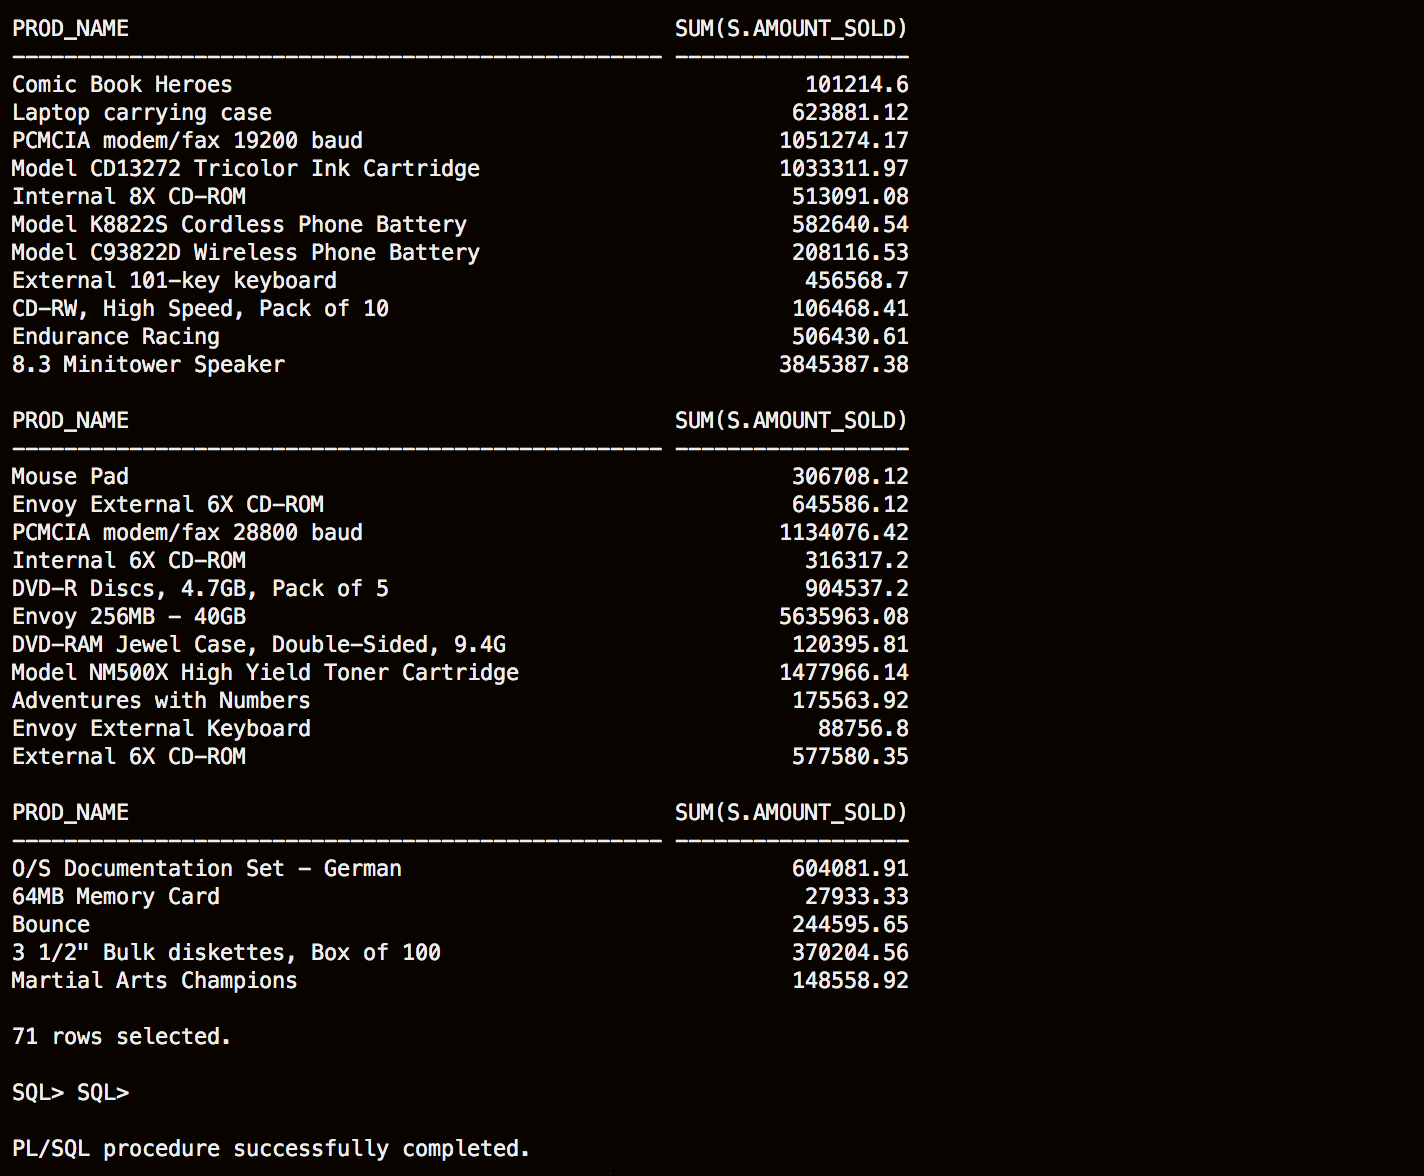 PROD_NAME SUM(S.AMOUNT_SOLD)
-------------------------------------------------- ------------------
Comic Book Heroes 101214.6
Laptop carrying case 623881.12
PCMCIA modem/fax 19200 baud 1051274.17
Model CD13272 Tricolor Ink Cartridge 1033311.97
Internal 8X CD-ROM 513091.08
Model K8822S Cordless Phone Battery 582640.54
Model C93822D Wireless Phone Battery 208116.53
External 101-key keyboard 456568.7
CD-RW, High Speed, Pack of 10 106468.41
Endurance Racing 506430.61
8.3 Minitower Speaker 3845387.38
PROD_NAME SUM(S.AMOUNT_SOLD)
-------------------------------------------------- ------------------
Mouse Pad 306708.12
Envoy External 6X CD-ROM 645586.12
PCMCIA modem/fax 28800 baud 1134076.42
Internal 6X CD-ROM 316317.2
DVD-R Discs, 4.7GB, Pack of 5 904537.2
Envoy 256MB - 40GB 5635963.08
DVD-RAM Jewel Case, Double-Sided, 9.4G 120395.81
Model NM500X High Yield Toner Cartridge 1477966.14
Adventures with Numbers 175563.92
Envoy External Keyboard 88756.8
External 6X CD-ROM 577580.35
PROD_NAME SUM(S.AMOUNT_SOLD)
-------------------------------------------------- ------------------
O/S Documentation Set - German 604081.91
64MB Memory Card 27933.33
Bounce 244595.65
3 1/2" Bulk diskettes, Box of 100 370204.56
Martial Arts Champions 148558.92
71 rows selected.
SQL> SQL>
PL/SQL procedure successfully completed.